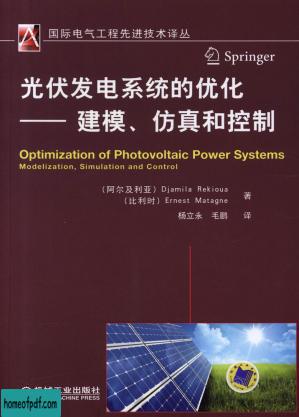 国际电气工程先进技术译丛
Springer
光伏发电系统的优化
—— 建模、仿真和控制
Optimization of Photovoltaic Power Systems
Modelization, Simulation and Control
（阿尔及利亚）Djamila Rekioua
（比利时）Ernest Matagne 著
杨立永 毛鹏 译
机械工业出版社
MACHINE PRESS
homeofpdf.com